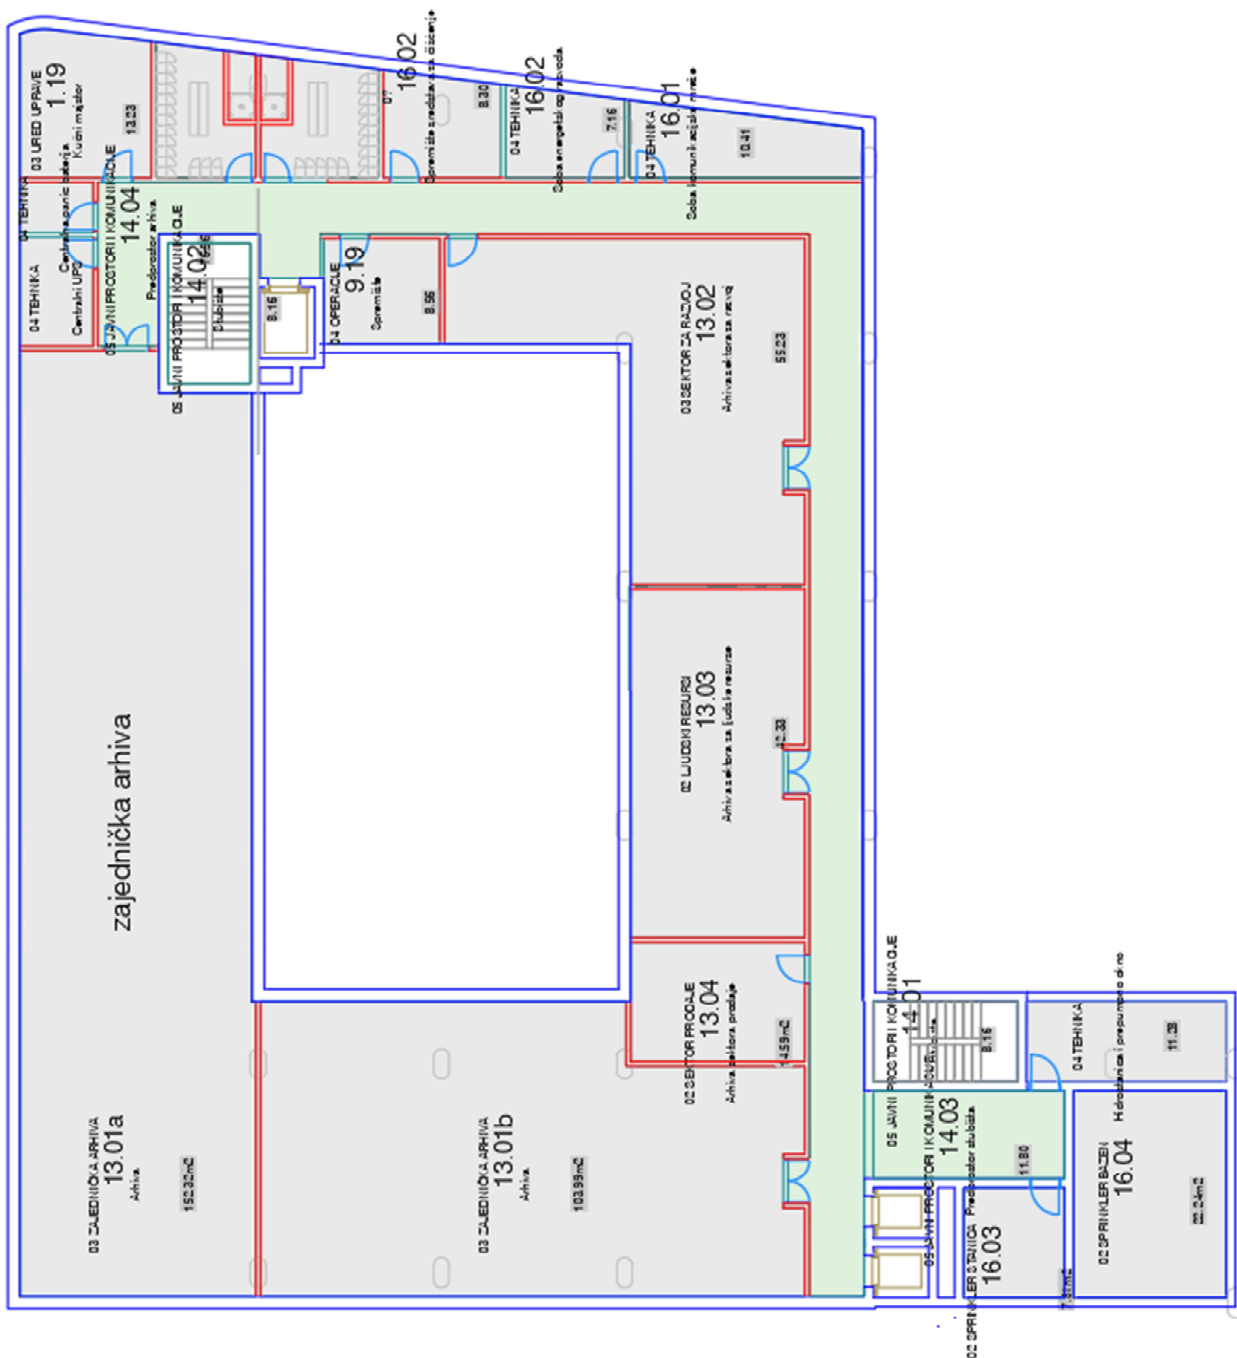 03 URED UPRAVE
1.19
Kućni majstor
13.23
16.02
Spremište sredstava za čišćenje
8.30
04 TEHNIKA
16.02
Soba energetskog razvoda
7.16
04 TEHNIKA
16.01
Soba komunikacijske mreže
10.41
04 TEHNIKA
Centralna panic baterija
04 TEHNIKA
Centralni UPS
05 JAVNI PROSTORI I KOMUNIKACIJE
14.04
Predprostor arhiva
05 JAVNI PROSTORI I KOMUNIKACIJE
14.02
Stubište
8.16
04 OPERACIJE
9.19
Spremište
8.56
03 SEKTOR ZA RAZVOJ
13.02
Arhiva sektora za razvoj
55.23
02 LJUDSKI RESURSI
13.03
Arhiva sektora za ljudske resurse
02 SEKTOR PRODAJE
13.04
Arhiva sektora prodaje
14.59m2
zajednička arhiva
03 ZAJEDNIČKA ARHIVA
13.01a
Arhiva
152.32m2
03 ZAJEDNIČKA ARHIVA
13.01b
Arhiva
103.99m2
05 JAVNI PROSTORI I KOMUNIKACIJE
14.01
8.16
04 TEHNIKA
Hidrostanica i prepumpno okno
11.28
05 JAVNI PROSTORI I KOMUNIKACIJE
14.03
Predprostor stubišta
11.80
02 SPRINKLER STANICA
16.03
02 SPRINKLER BAZEN
16.04